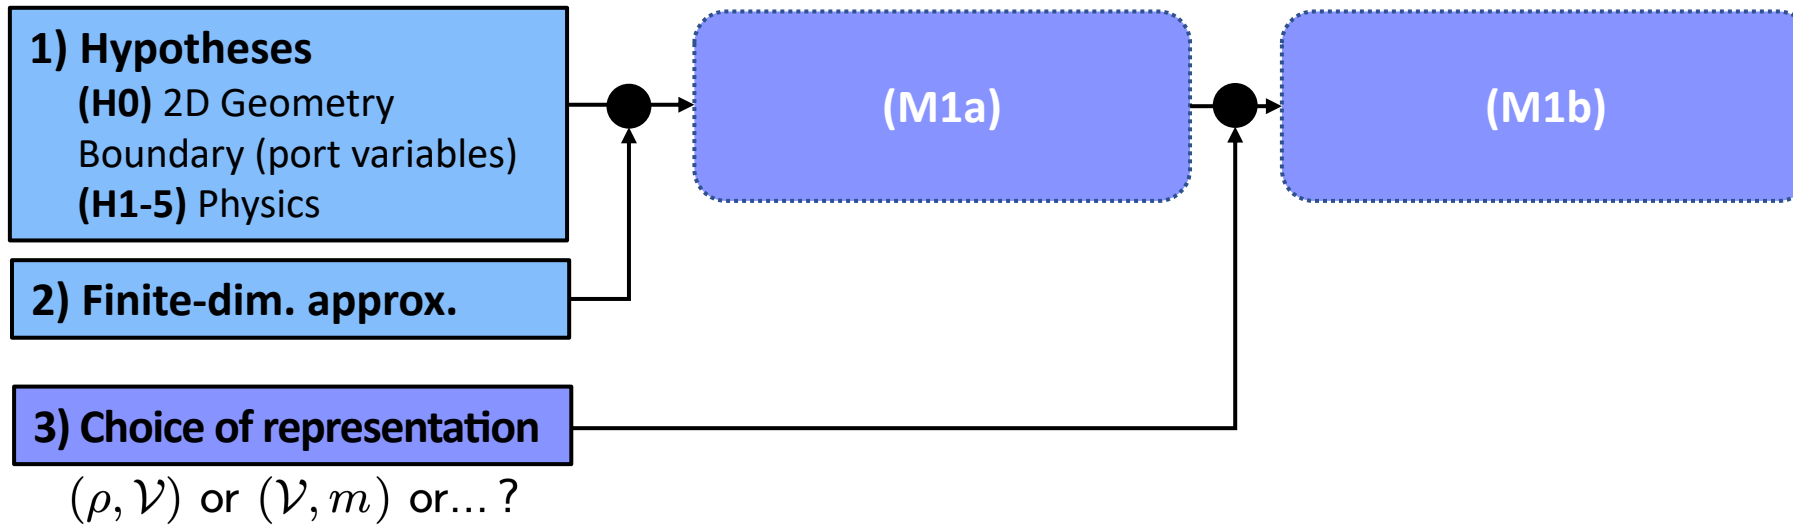 1) Hypotheses
(H0) 2D Geometry
Boundary (port variables)
(H1-5) Physics
(M1a)
(M1b)
2) Finite-dim. approx.
3) Choice of representation
(ρ, 𝒱) or (𝒱, m) or... ?